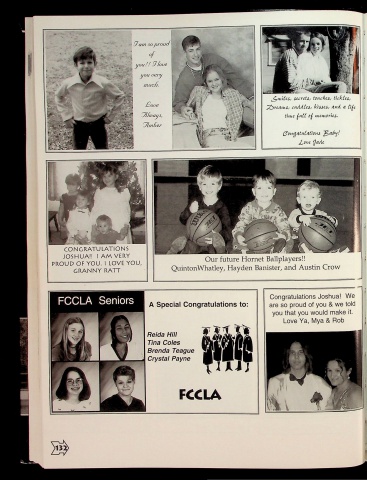 I am so proud
of
you!! I love
you very
much.
Love
Always,
Amber
Smiles, secrets, touches, tickles,
Dreams, cuddles, kisses, and a life
time full of memories.
Congratulations Baby!
Love Jade
CONGRATULATIONS
JOSHUA!! I AM VERY
PROUD OF YOU. I LOVE YOU,
GRANNY RATT
Our future Hornet Ballplayers!!
QuintonWhatley, Hayden Banister, and Austin Crow
FCCLA Seniors
A Special Congratulations to:
Reida Hill
Tina Coles
Brenda Teague
Crystal Payne
FCCLA
Congratulations Joshua! We
are so proud of you & we told
you that you would make it.
Love Ya, Mya & Rob
132